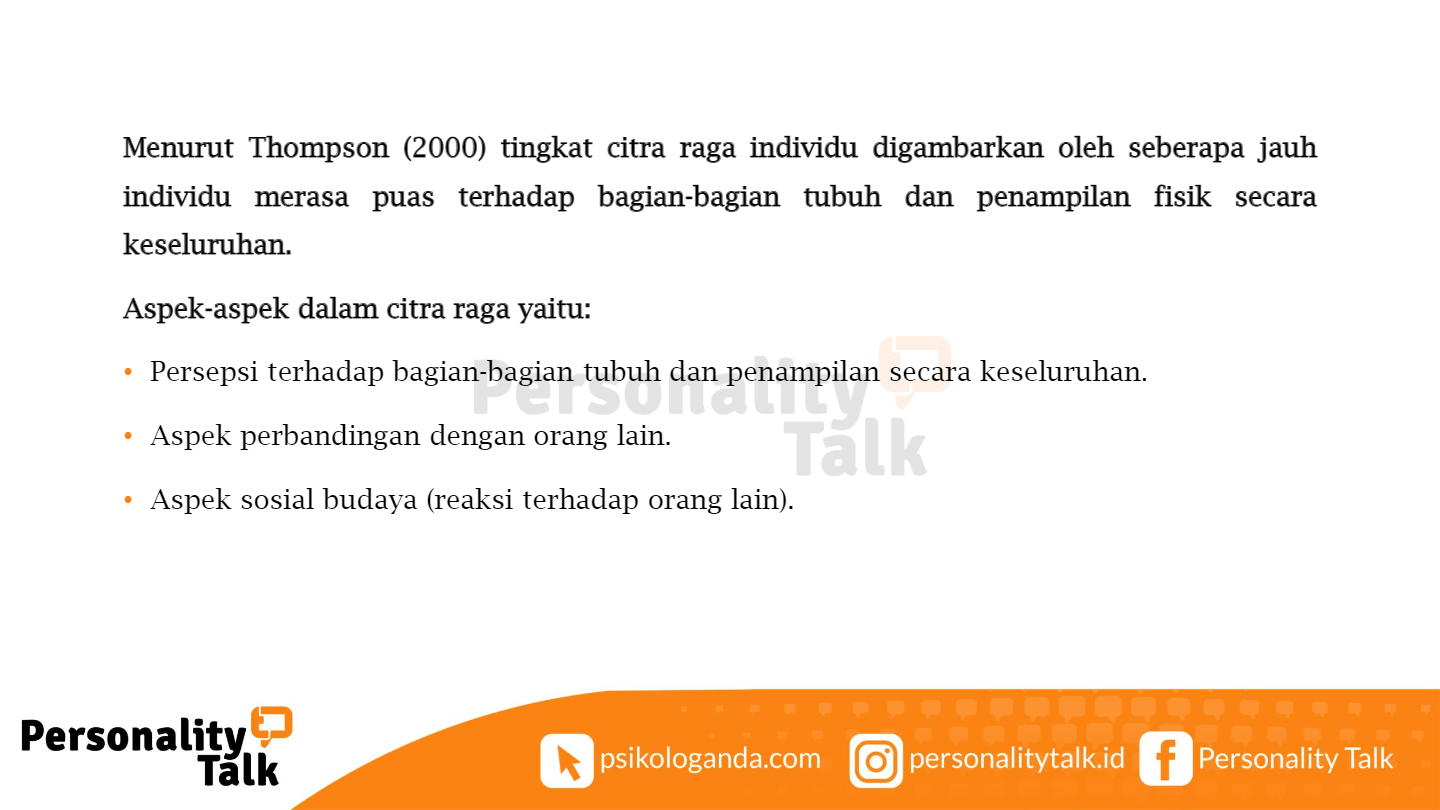 Menurut Thompson (2000) tingkat citra raga individu digambarkan oleh seberapa jauh
individu merasa puas terhadap bagian-bagian tubuh dan penampilan fisik secara
keseluruhan.
Aspek-aspek dalam citra raga yaitu:
• Persepsi terhadap bagian-bagian tubuh dan penampilan secara keseluruhan.
• Aspek perbandingan dengan orang lain.
• Aspek sosial budaya (reaksi terhadap orang lain).
Personality
Talk
Personality
Talk
psikologanda.com
personalitytalk.id
Personality Talk